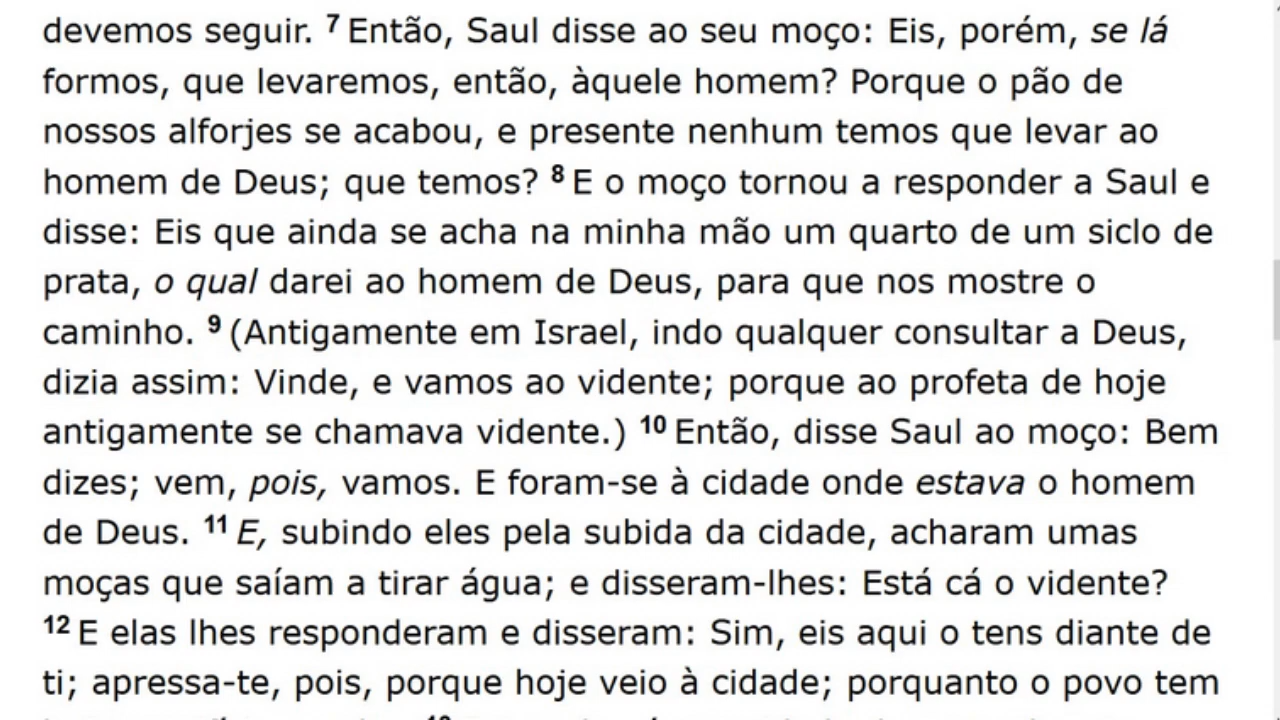 devemos seguir. 7 Então, Saul disse ao seu moço: Eis, porém, se lá
formos, que levaremos, então, àquele homem? Porque o pão de
nossos alforjes se acabou, e presente nenhum temos que levar ao
homem de Deus; que temos? 8 E o moço tornou a responder a Saul e
disse: Eis que ainda se acha na minha mão um quarto de um siclo de
prata, o qual darei ao homem de Deus, para que nos mostre o
caminho. 9 (Antigamente em Israel, indo qualquer consultar a Deus,
dizia assim: Vinde, e vamos ao vidente; porque ao profeta de hoje
antigamente se chamava vidente.) 10 Então, disse Saul ao moço: Bem
dizes; vem, pois, vamos. E foram-se à cidade onde estava o homem
de Deus. 11 E, subindo eles pela subida da cidade, acharam umas
moças que saíam a tirar água; e disseram-lhes: Está cá o vidente?
12 E elas lhes responderam e disseram: Sim, eis aqui o tens diante de
ti; apressa-te, pois, porque hoje veio à cidade; porquanto o povo tem